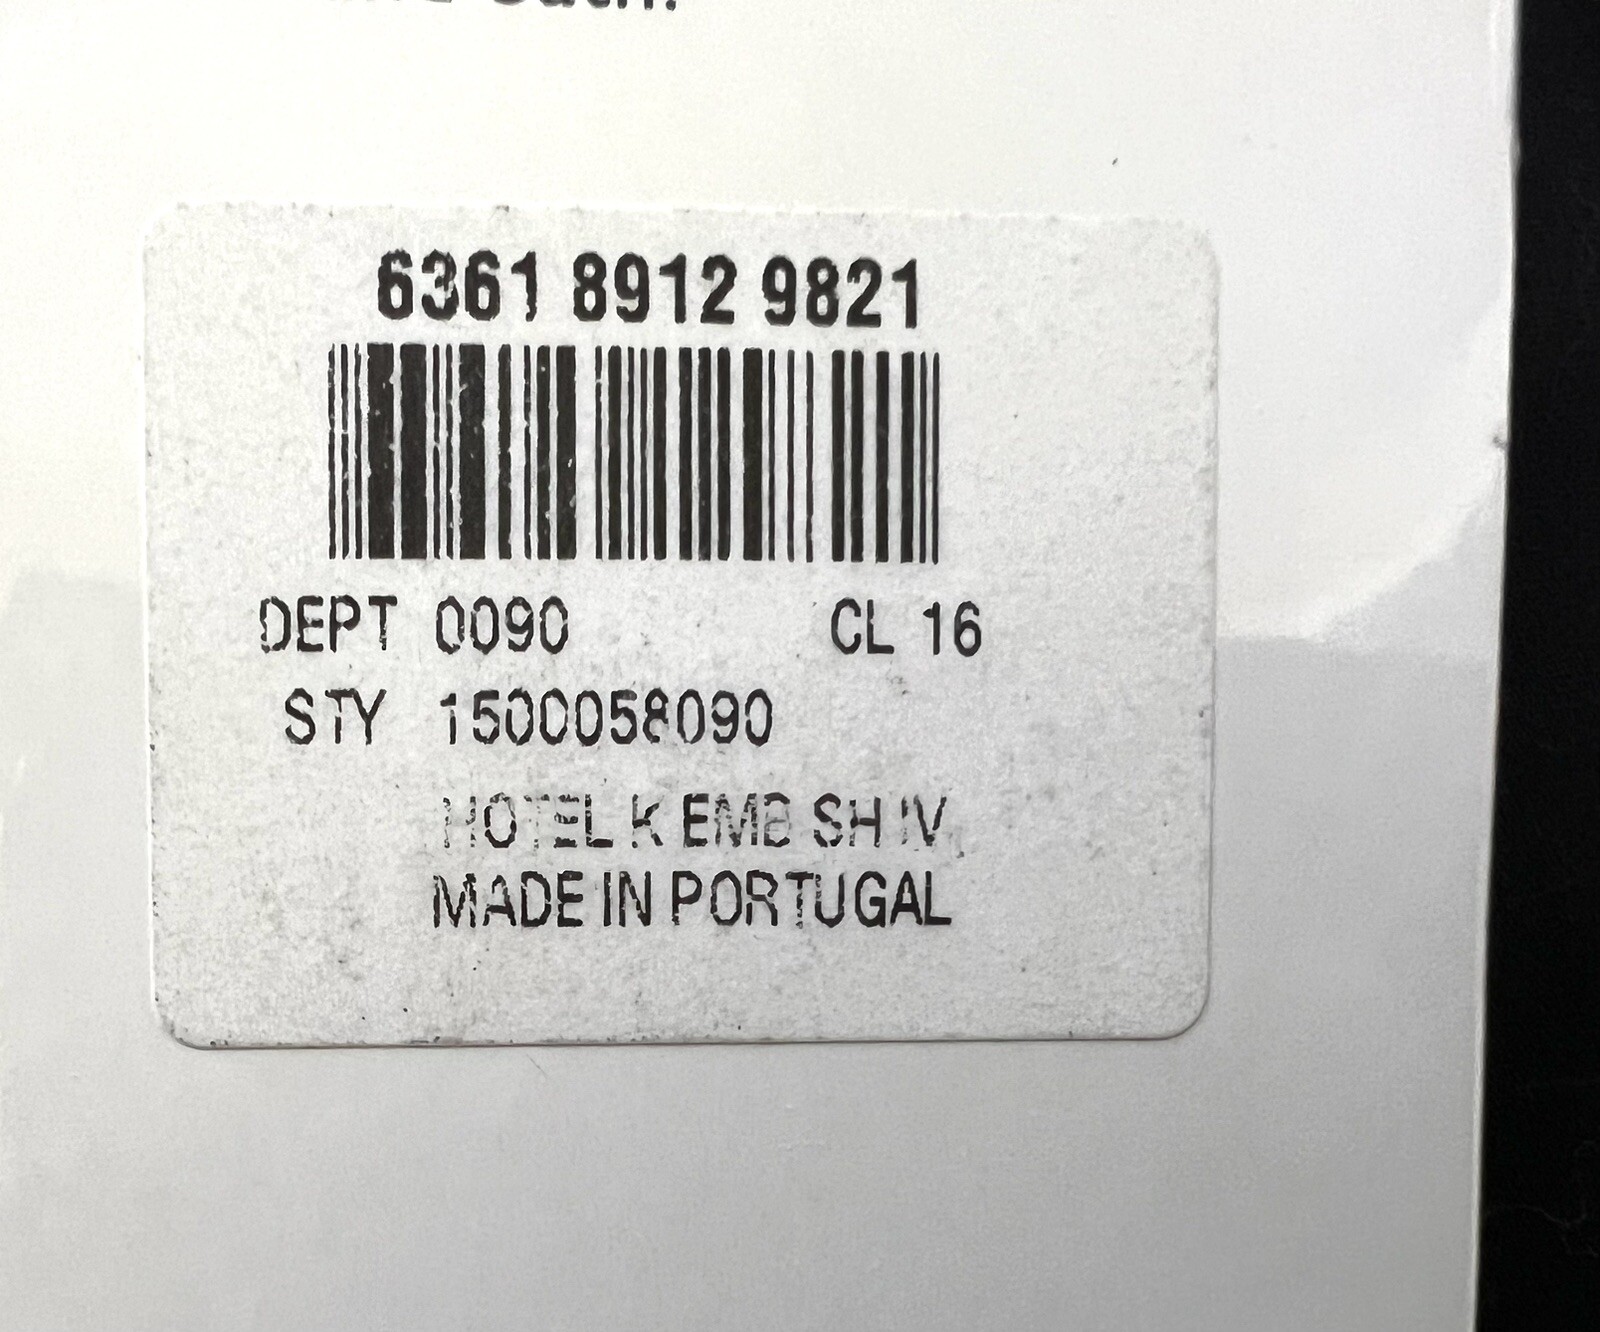 6361 8912 9821
DEPT 0090 CL 16
STY 1500058090
HOTEL K EMB SH IV
MADE IN PORTUGAL